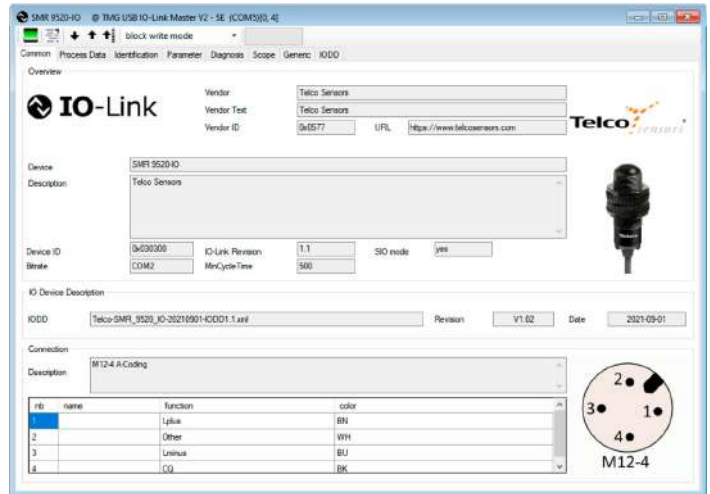 SMR 9520-IO @ TMG USB IO-Link Master V2 - SE (COM5)[0, 4]
block write mode
Common Process Data Identification Parameter Diagnosis Scope Generic IODD
Overview
IO-Link
Vendor Telco Sensors
Vendor Text Telco Sensors
Vendor ID 0x0577 URL https://www.telcosensors.com
Telco sensors
Device SMR 9520-IO
Description Telco Sensors
Telco
Device ID 0x030300 IO-Link Revision 1.1 SIO mode yes
Bitrate COM2 MinCycleTime 500
IO Device Description
IODD Telco-SMR_9520_IO-20210901-IODD1.1.xml Revision V1.02 Date 2021-09-01
Connection
Description M12-4 A-Coding
nb name function color
1 Lplus BN
2 Other WH
3 Lminus BU
4 CQ BK
2
3 1
4
M12-4